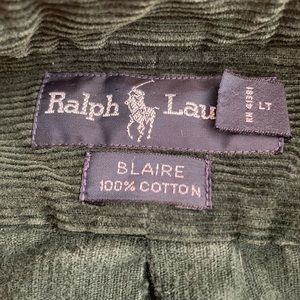 Ralph Lau
LT
RN 41381
BLAIRE
100% COTTON